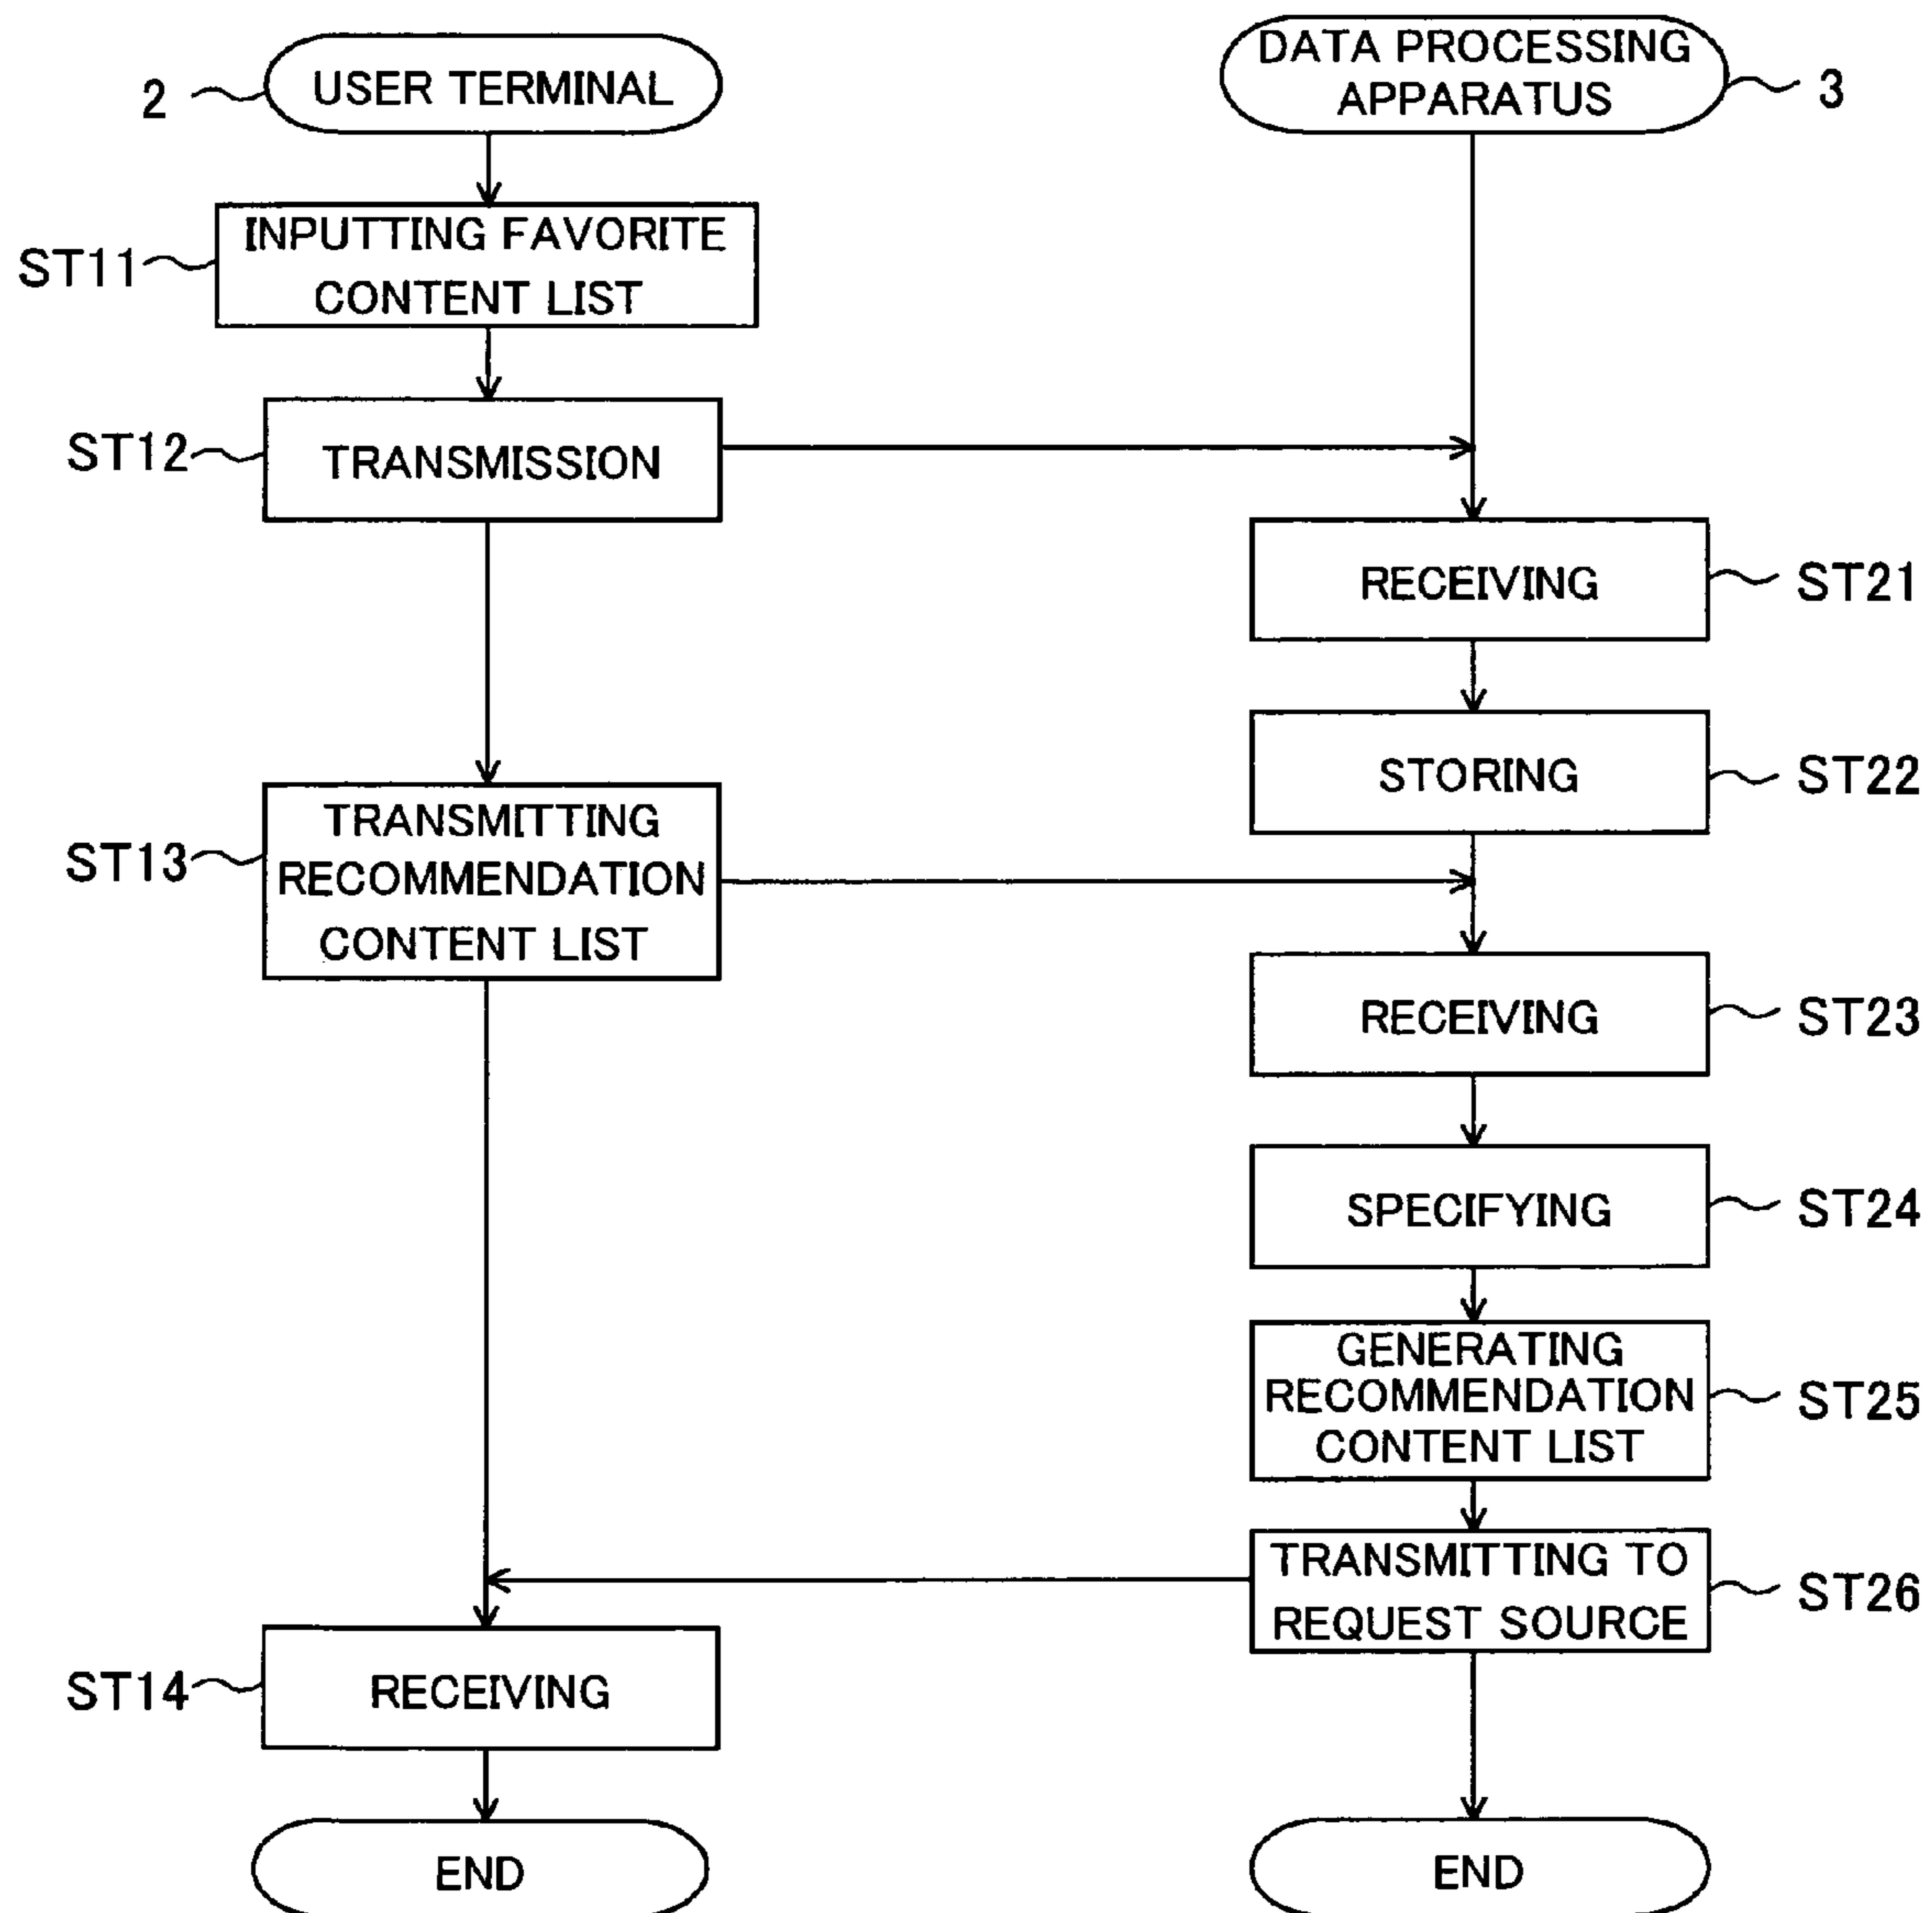 2
USER TERMINAL
ST11
INPUTTING FAVORITE
CONTENT LIST
ST12
TRANSMISSION
ST13
TRANSMITTING
RECOMMENDATION
CONTENT LIST
ST14
RECEIVING
END
DATA PROCESSING
APPARATUS
3
RECEIVING
ST21
STORING
ST22
RECEIVING
ST23
SPECIFYING
ST24
GENERATING
RECOMMENDATION
CONTENT LIST
ST25
TRANSMITTING TO
REQUEST SOURCE
ST26
END